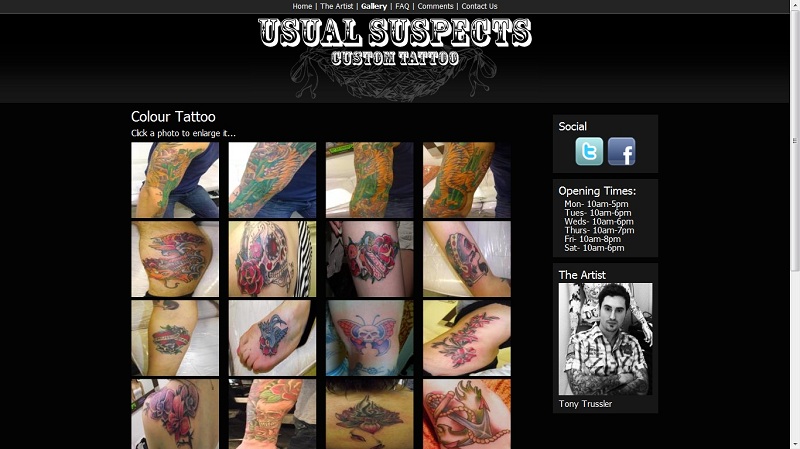 Home | The Artist | Gallery | FAQ | Comments | Contact Us
USUAL SUSPECTS
CUSTOM TATTOO
Colour Tattoo
Click a photo to enlarge it...
Social
Opening Times:
Mon- 10am-5pm
Tues- 10am-6pm
Weds- 10am-6pm
Thurs- 10am-7pm
Fri- 10am-8pm
Sat- 10am-6pm
The Artist
Tony Trussler